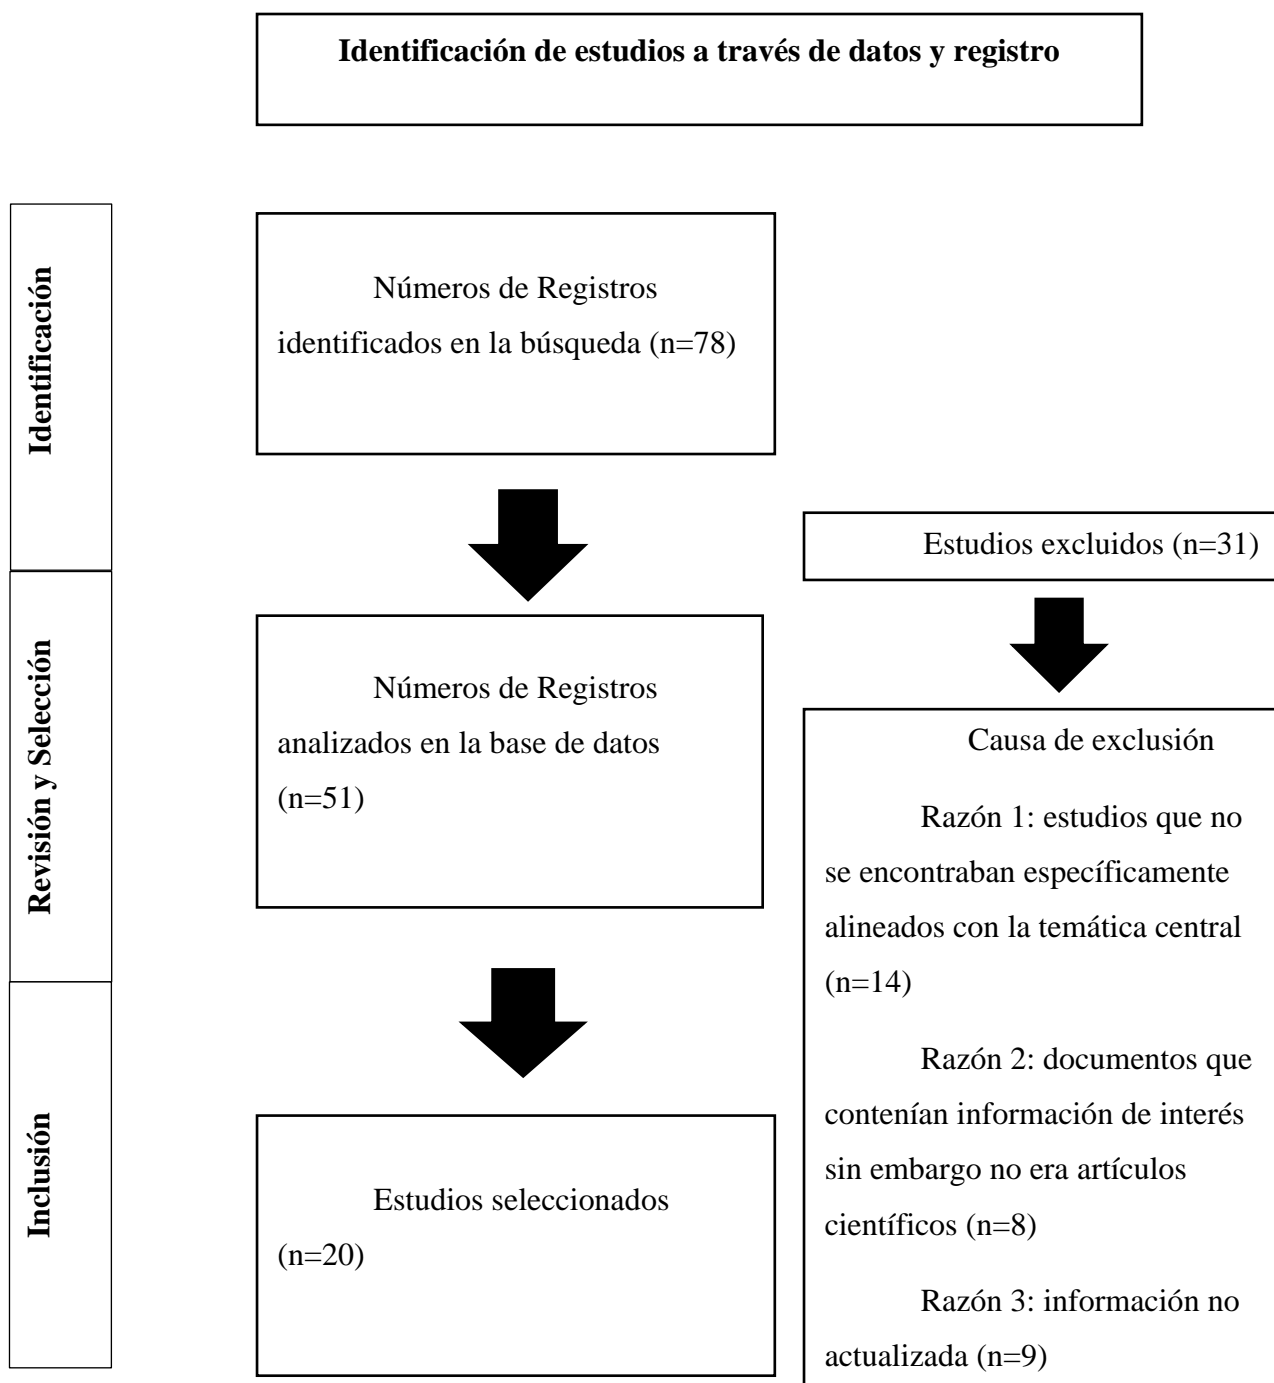 Identificación de estudios a través de datos y registro
Identificación
Números de Registros
identificados en la búsqueda (n=78)
Estudios excluidos (n=31)
Revisión y Selección
Números de Registros
analizados en la base de datos
(n=51)
Causa de exclusión
Razón 1: estudios que no
se encontraban específicamente
alineados con la temática central
(n=14)
Razón 2: documentos que
contenían información de interés
sin embargo no era artículos
científicos (n=8)
Razón 3: información no
actualizada (n=9)
Inclusión
Estudios seleccionados
(n=20)